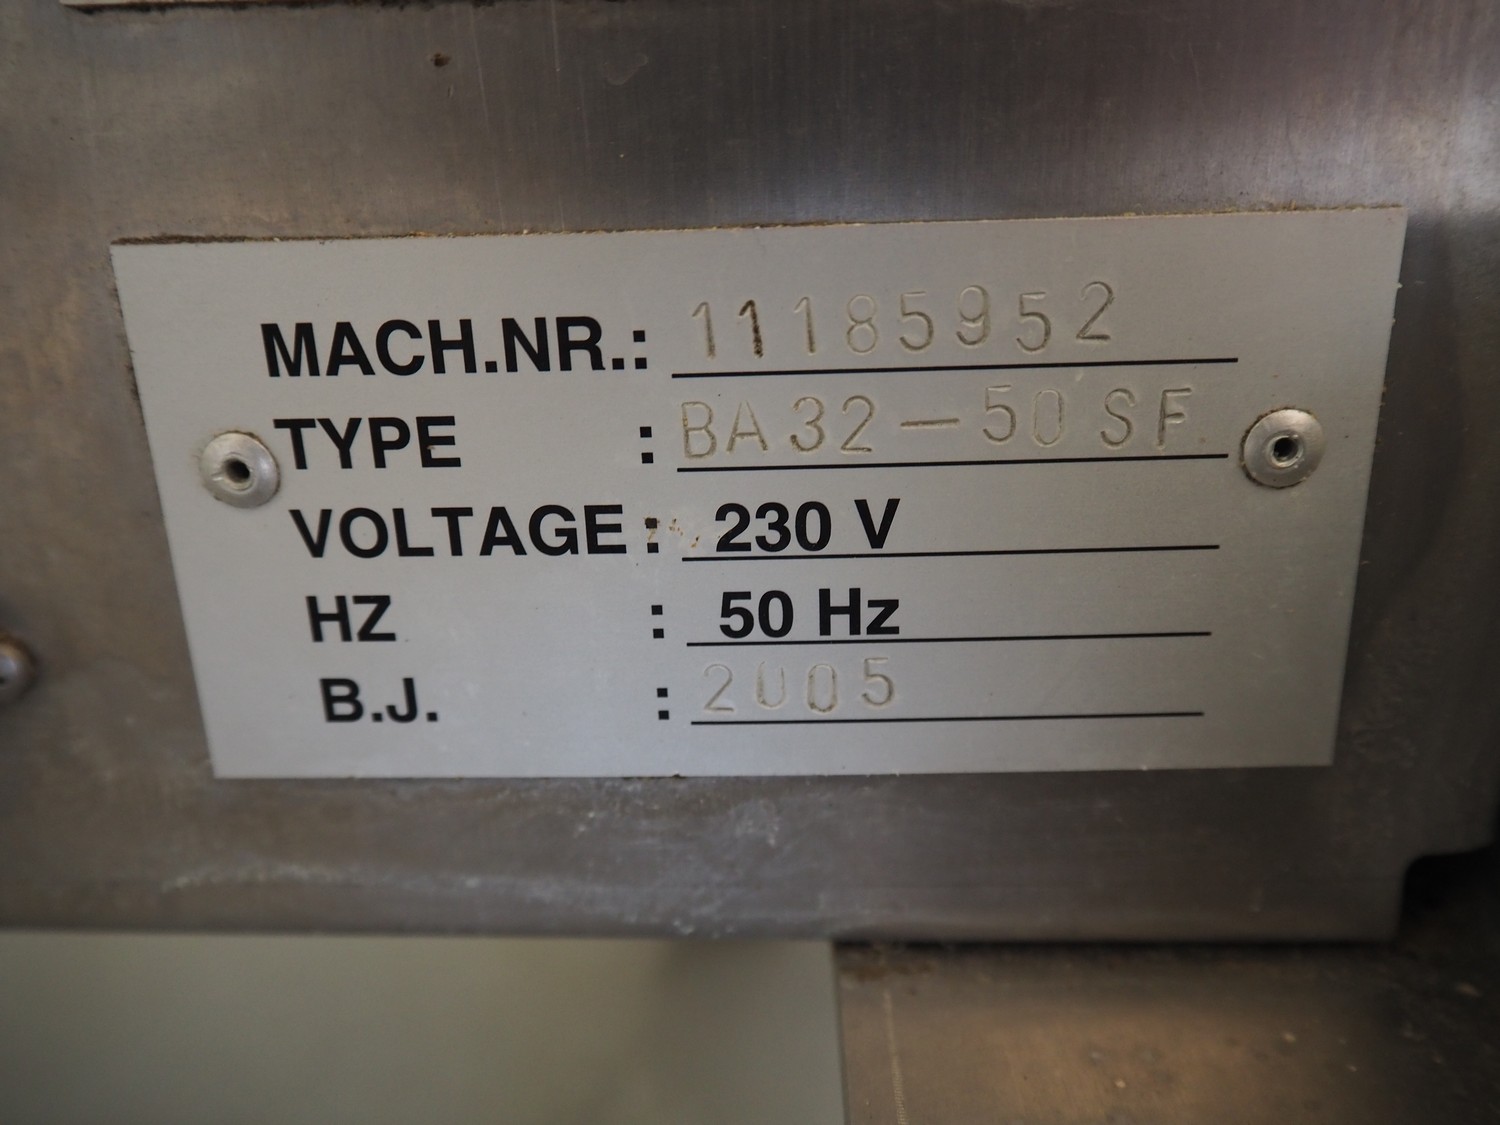 MACH.NR.: 11185952
TYPE : BA32-50SF
VOLTAGE: 230 V
HZ : 50 Hz
B.J. : 2005